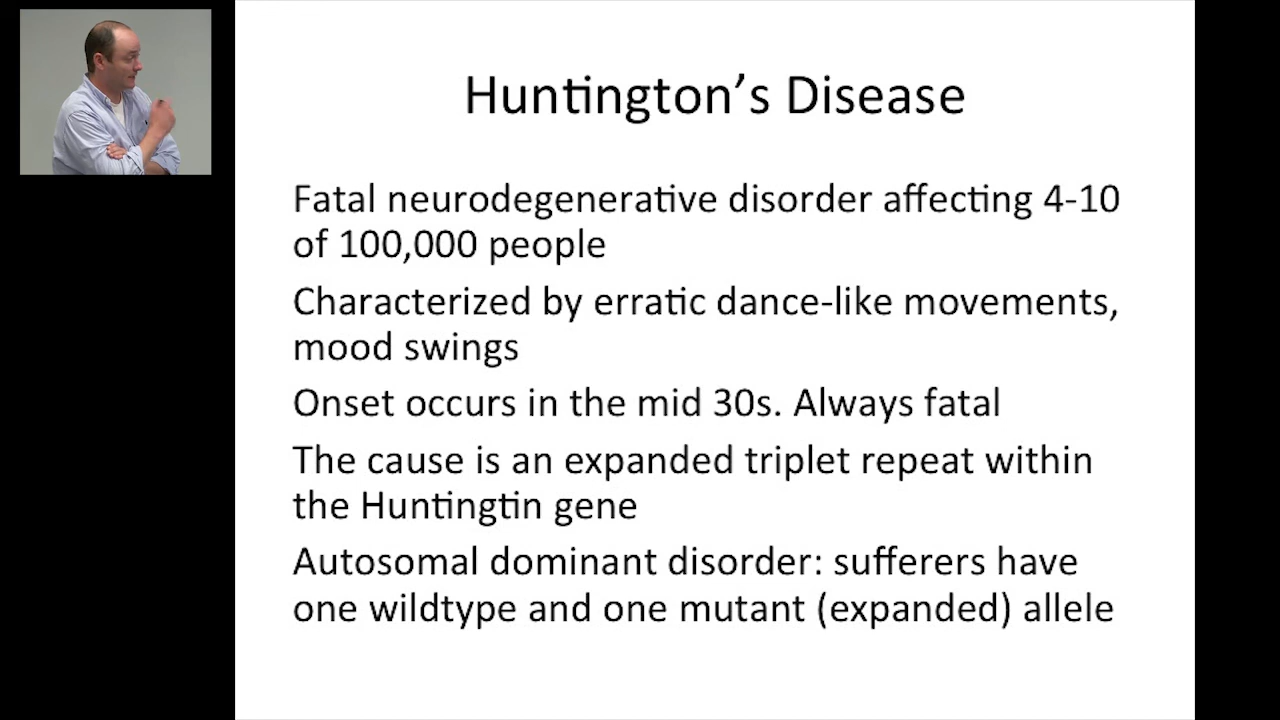 Huntington’s Disease
Fatal neurodegenerative disorder affecting 4-10
of 100,000 people
Characterized by erratic dance-like movements,
mood swings
Onset occurs in the mid 30s. Always fatal
The cause is an expanded triplet repeat within
the Huntingtin gene
Autosomal dominant disorder: sufferers have
one wildtype and one mutant (expanded) allele